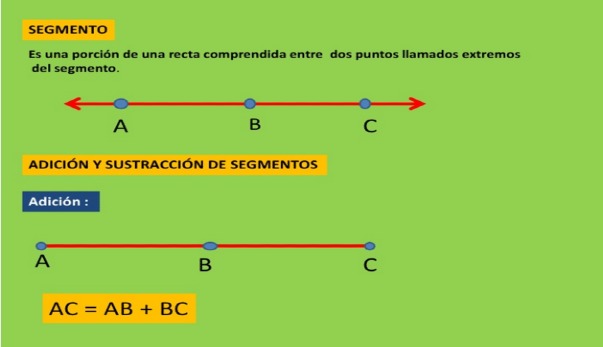 SEGMENTO
Es una porción de una recta comprendida entre dos puntos llamados extremos
del segmento.
A B C
ADICIÓN Y SUSTRACCIÓN DE SEGMENTOS
Adición :
A B C
AC = AB + BC